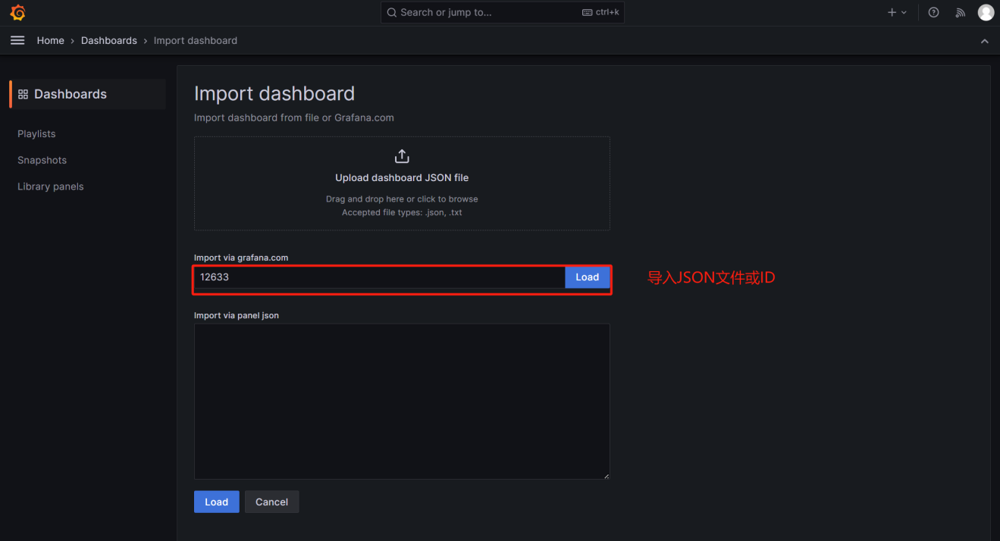 Search or jump to...
ctrl+k
Home › Dashboards › Import dashboard
Dashboards
Playlists
Snapshots
Library panels
Import dashboard
Import dashboard from file or Grafana.com
Upload dashboard JSON file
Drag and drop here or click to browse
Accepted file types: .json, .txt
Import via grafana.com
12633
Load
导入JSON文件或ID
Import via panel json
Load
Cancel